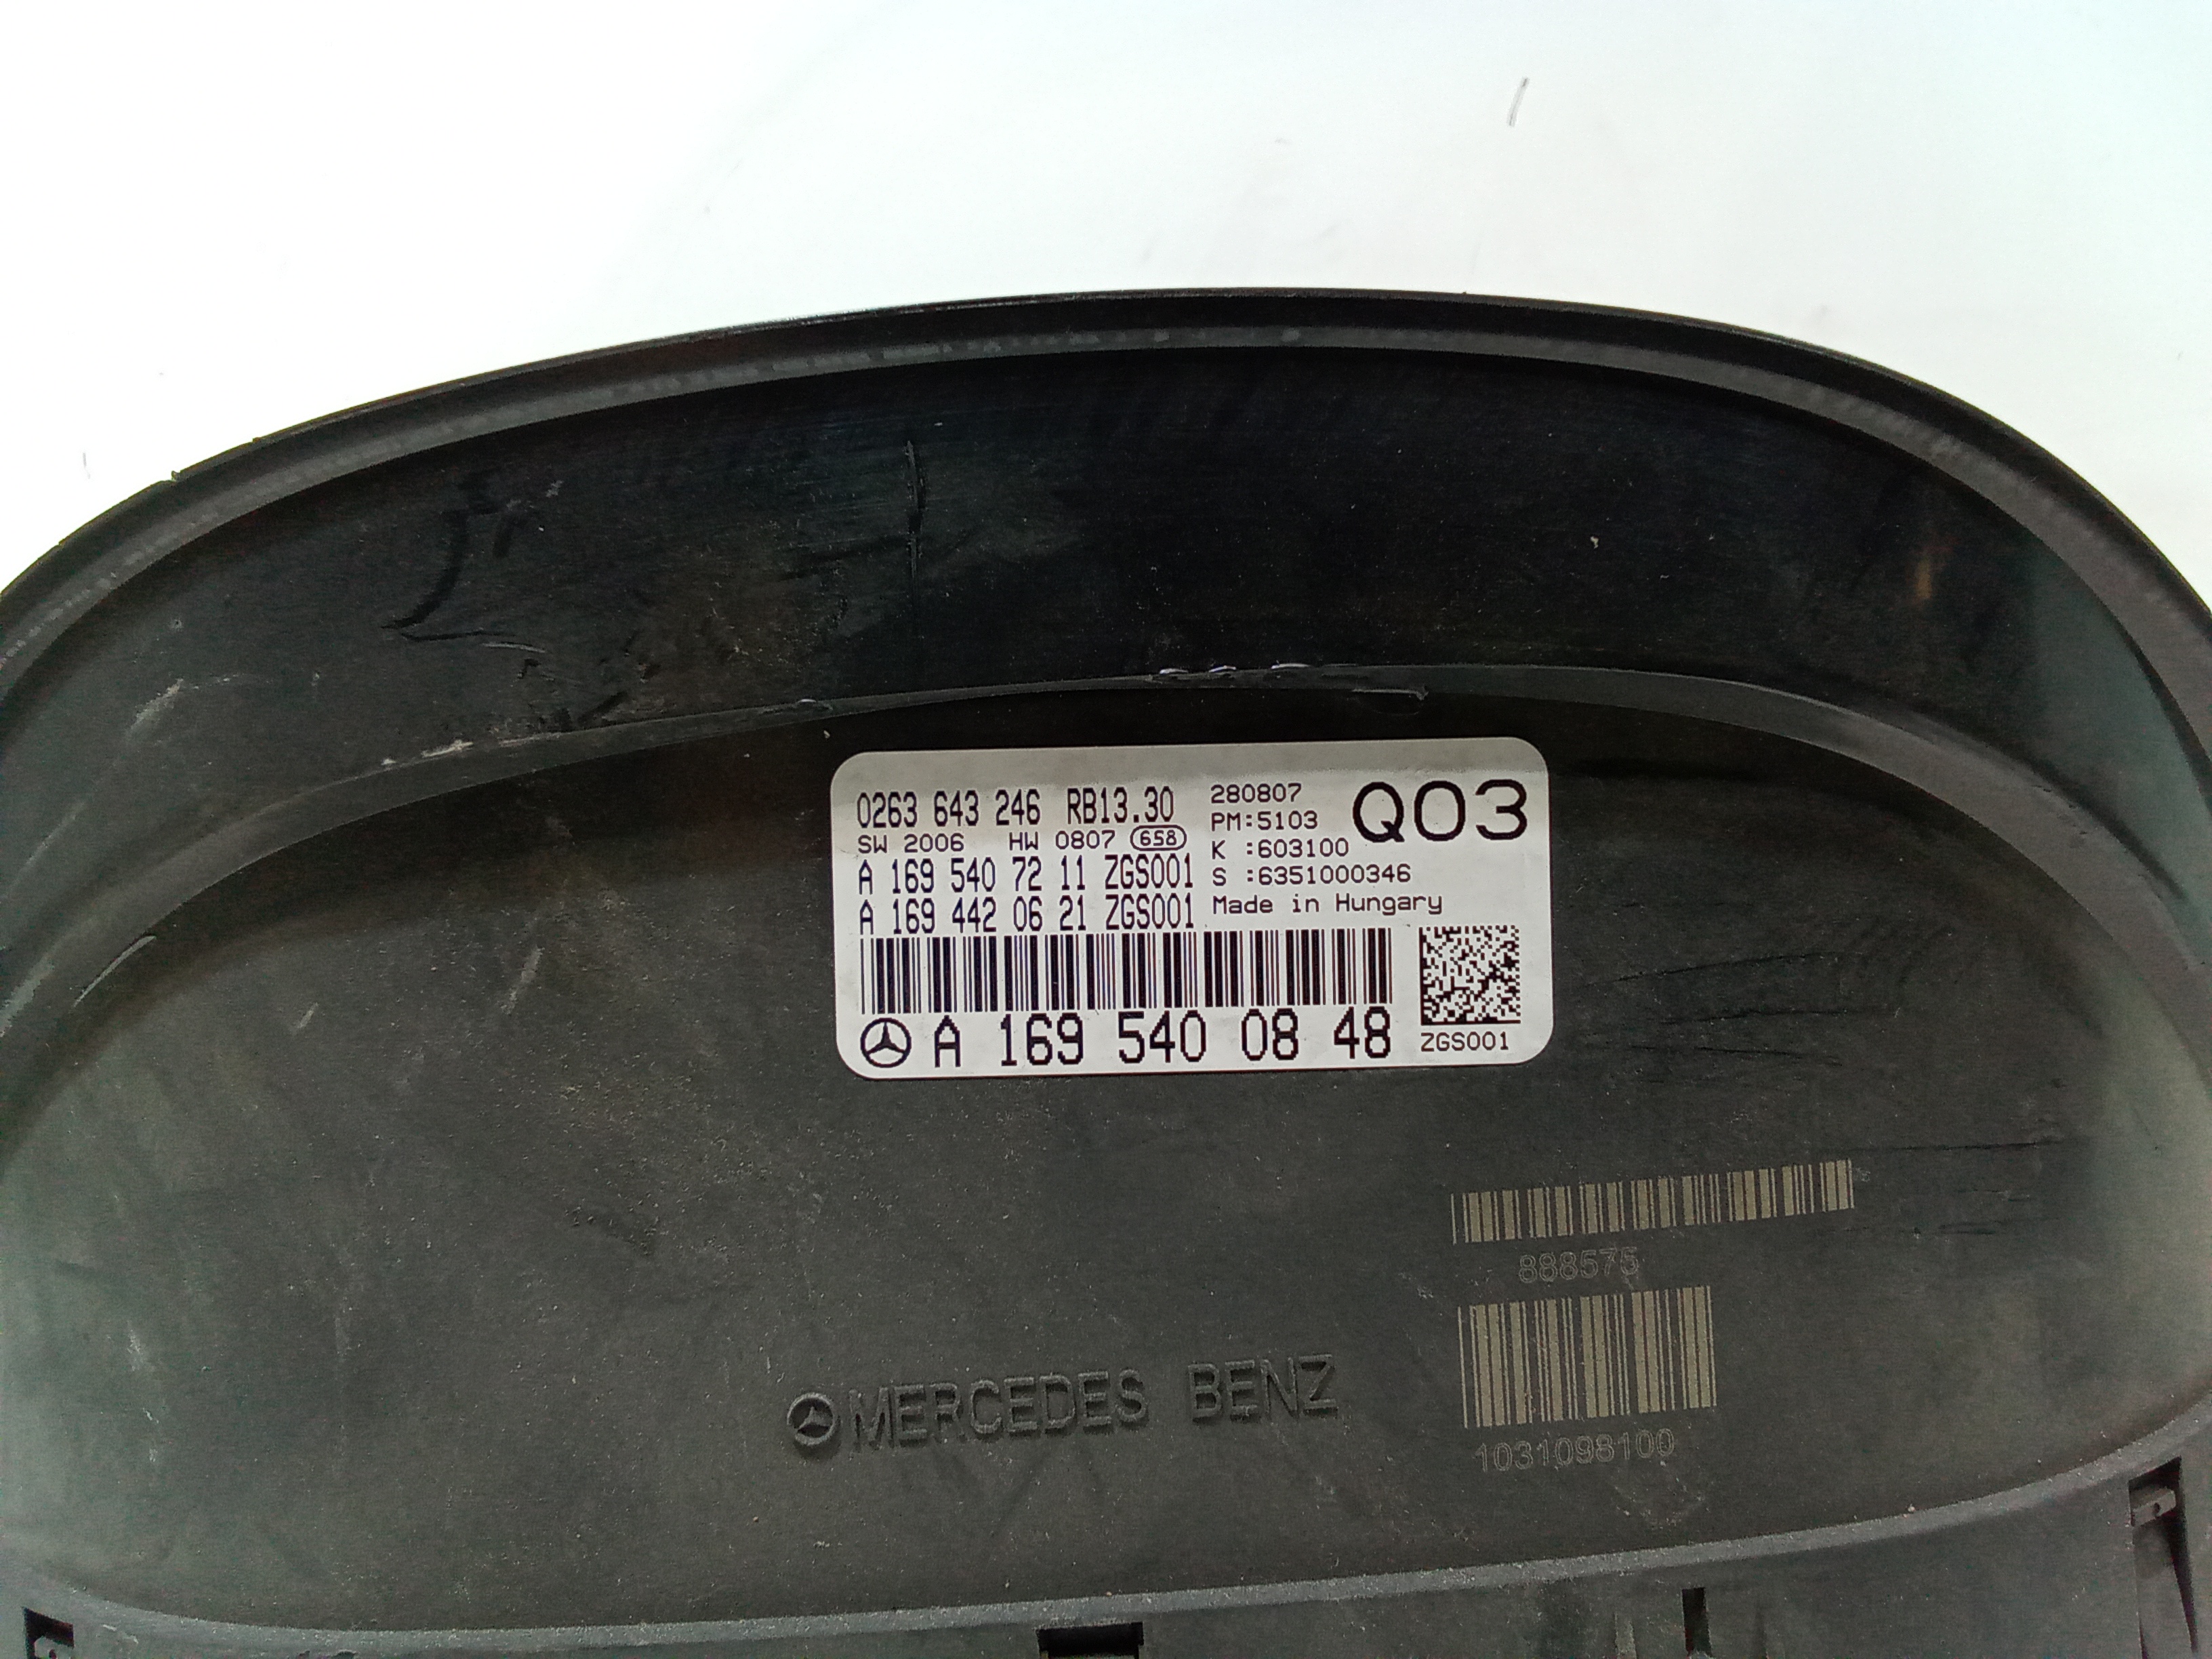 0263 643 246 RB13.30
SW 2006 HW 0807 658
A 169 540 72 11 ZGS001
A 169 442 06 21 ZGS001
280807
PM:5103
K :603100
S :6351000346
Made in Hungary
Q03
A 169 540 08 48
ZGS001
888575
1031098100
MERCEDES BENZ